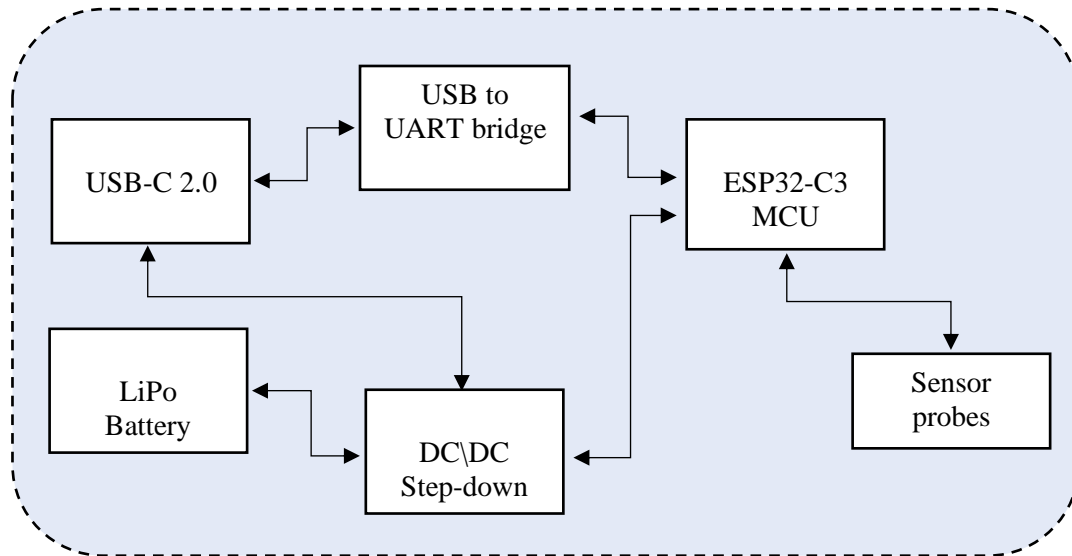 USB to
UART bridge
USB-C 2.0
ESP32-C3
MCU
LiPo
Battery
DC\DC
Step-down
Sensor
probes